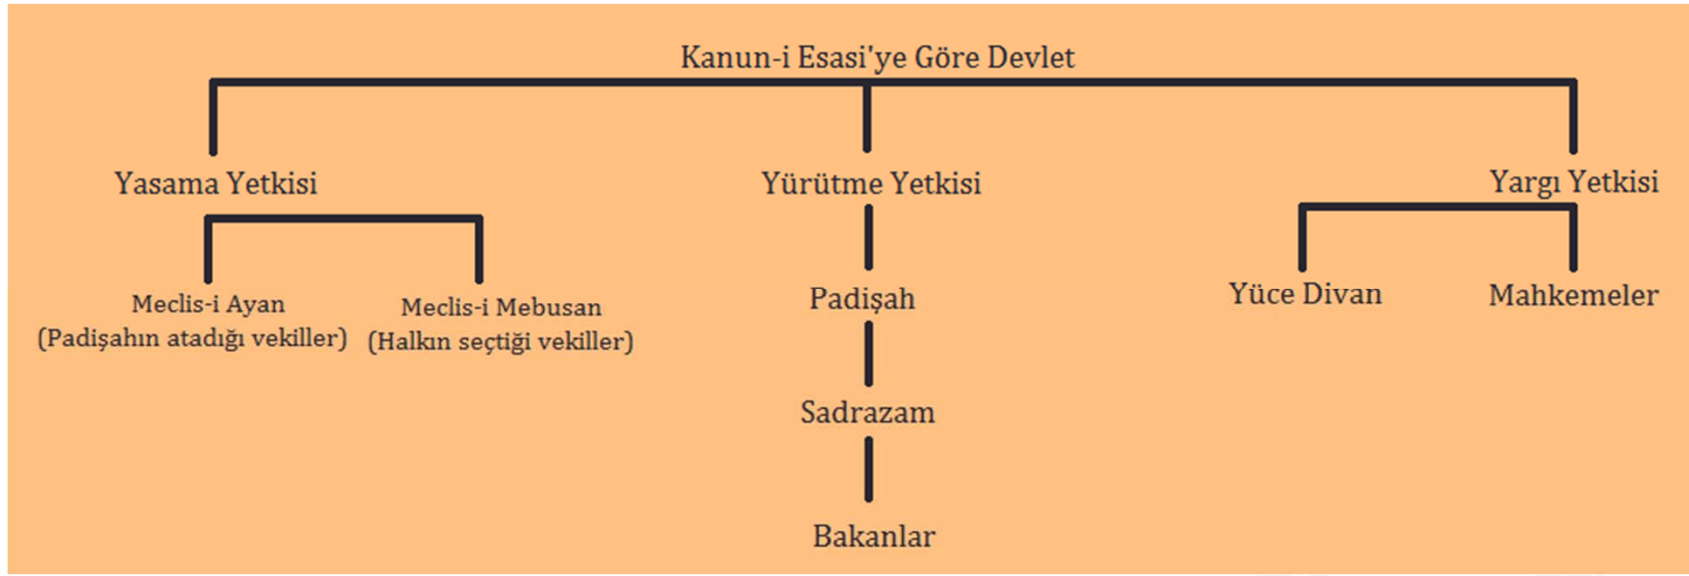 Kanun-i Esasi'ye Göre Devlet
Yasama Yetkisi
Yürütme Yetkisi
Yargı Yetkisi
Meclis-i Ayan
(Padişahın atadığı vekiller)
Meclis-i Mebusan
(Halkın seçtiği vekiller)
Padişah
Sadrazam
Bakanlar
Yüce Divan
Mahkemeler